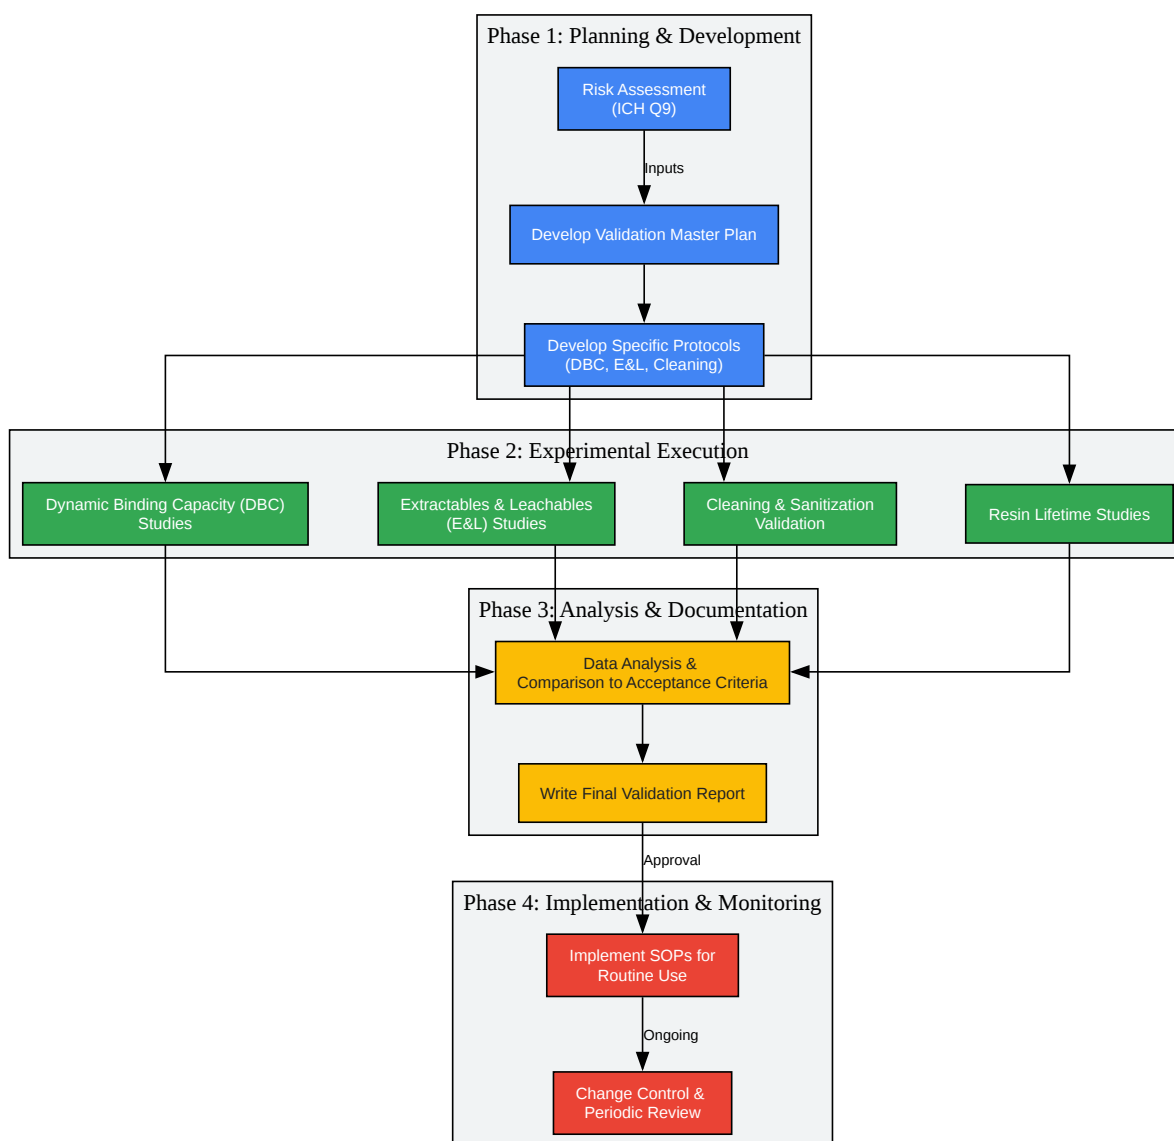 Phase 1: Planning & Development
Risk Assessment
(ICH Q9)
Inputs
Develop Validation Master Plan
Develop Specific Protocols
(DBC, E&L, Cleaning)
Phase 2: Experimental Execution
Dynamic Binding Capacity (DBC)
Studies
Extractables & Leachables
(E&L) Studies
Cleaning & Sanitization
Validation
Resin Lifetime Studies
Phase 3: Analysis & Documentation
Data Analysis &
Comparison to Acceptance Criteria
Write Final Validation Report
Approval
Phase 4: Implementation & Monitoring
Implement SOPs for
Routine Use
Ongoing
Change Control &
Periodic Review